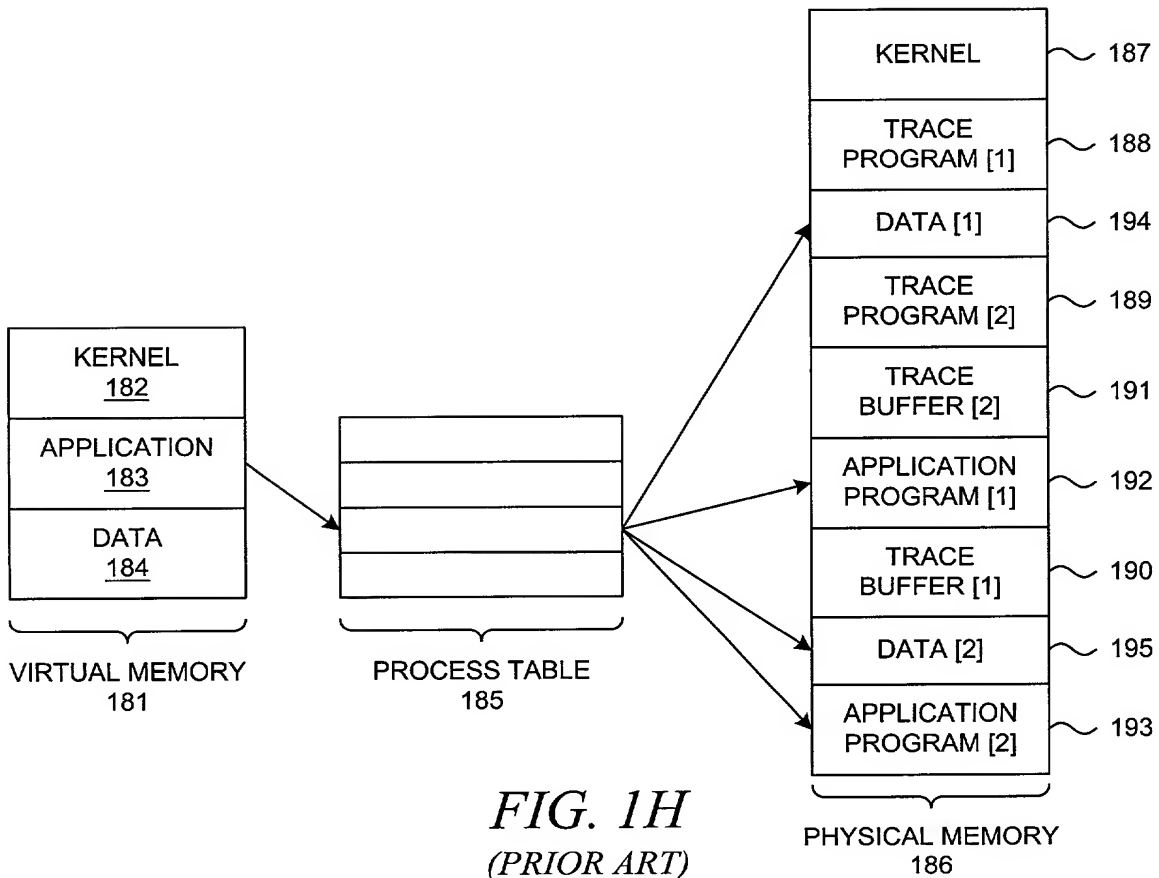 KERNEL
182
APPLICATION
183
DATA
184
VIRTUAL MEMORY
181
PROCESS TABLE
185
KERNEL
187
TRACE
PROGRAM [1]
188
DATA [1]
194
TRACE
PROGRAM [2]
189
TRACE
BUFFER [2]
191
APPLICATION
PROGRAM [1]
192
TRACE
BUFFER [1]
190
DATA [2]
195
APPLICATION
PROGRAM [2]
193
PHYSICAL MEMORY
186
FIG. 1H
(PRIOR ART)